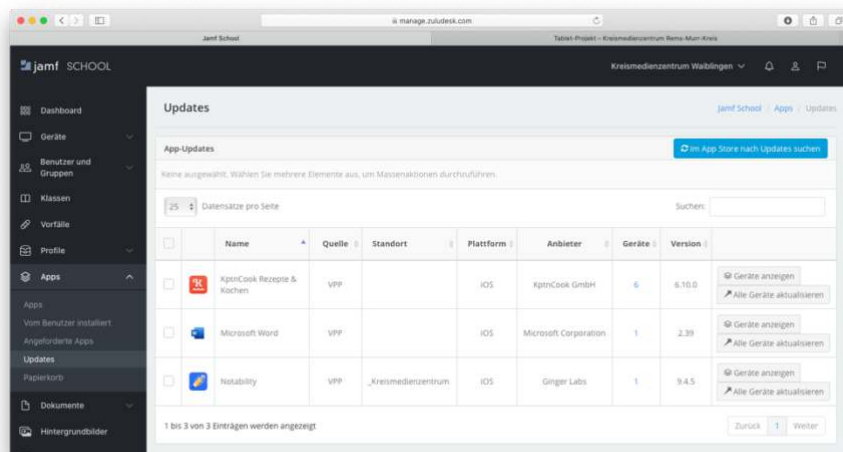 manage.zuludesk.com
Jamf School
Tablet-Projekt – Kreismedienzentrum Rems-Murr-Kreis
jamf SCHOOL
Kreismedienzentrum Waiblingen
Dashboard
Geräte
Benutzer und
Gruppen
Klassen
Vorfälle
Profile
Apps
Apps
Vom Benutzer installiert
Angeforderte Apps
Updates
Papierkorb
Dokumente
Hintergrundbilder
Updates
Jamf School / Apps / Updates
App-Updates
Im App Store nach Updates suchen
Keine ausgewählt. Wählen Sie mehrere Elemente aus, um Massenaktionen durchzuführen.
25 Datensätze pro Seite
Suchen:
Name Quelle Standort Plattform Anbieter Geräte Version
KptnCook Rezepte &
Kochen
VPP iOS KptnCook GmbH 6 6.10.0
Geräte anzeigen
Alle Geräte aktualisieren
Microsoft Word VPP iOS Microsoft Corporation 1 2.39
Geräte anzeigen
Alle Geräte aktualisieren
Notability VPP _Kreismedienzentrum iOS Ginger Labs 1 9.4.5
Geräte anzeigen
Alle Geräte aktualisieren
1 bis 3 von 3 Einträgen werden angezeigt
Zurück 1 Weiter